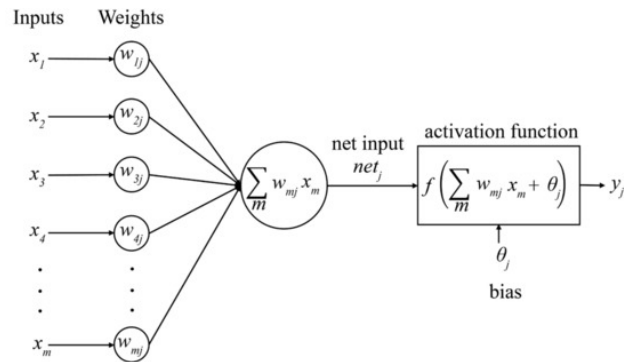 Inputs Weights
x₁ w₁ⱼ
x₂ w₂ⱼ
x₃ w₃ⱼ
x₄ w₄ⱼ
xₘ wₘⱼ
∑ₘ wₘⱼ xₘ
net input
netⱼ
activation function
f(∑ₘ wₘⱼ xₘ + θⱼ)
yⱼ
θⱼ
bias